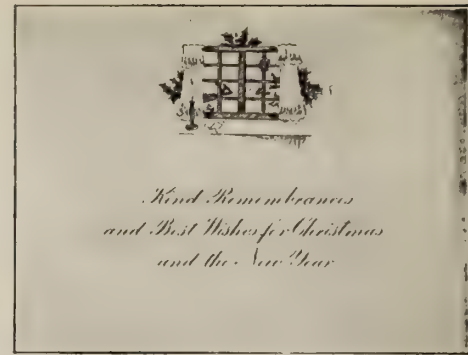 Kind Remembrances
and Best Wishes for Christmas
and the New Year